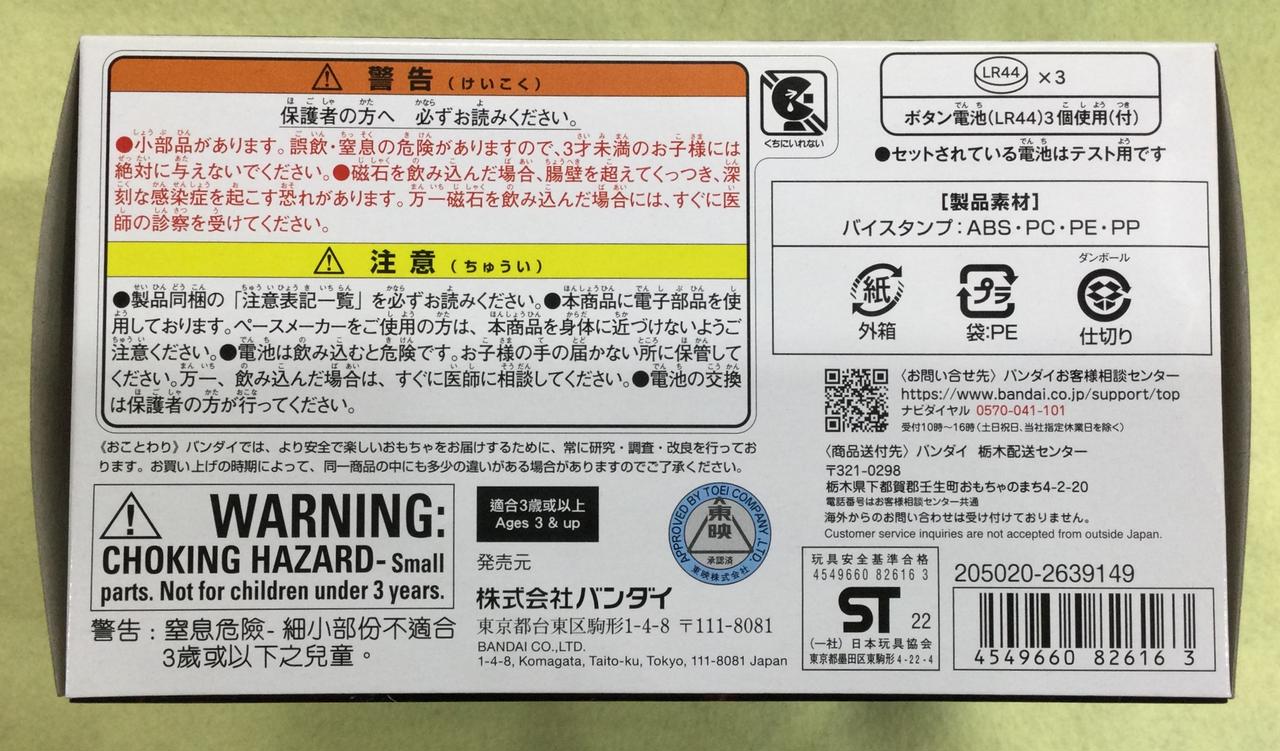 警告(けいこく)
保護者の方へ 必ずお読みください。
●小部品があります。誤飲・窒息の危険がありますので、3才未満のお子様には
絶対に与えないでください。●磁石を飲み込んだ場合、腸壁を超えてくっつき、深
刻な感染症を起こす恐れがあります。万一磁石を飲み込んだ場合には、すぐに医
師の診察を受けてください。
注意(ちゅうい)
●製品同梱の「注意表記一覧」を必ずお読みください。●本商品に電子部品を使
用しております。ペースメーカーをご使用の方は、本商品を身体に近づけないようご
注意ください。●電池は飲み込むと危険です。お子様の手の届かない所に保管して
ください。万一、飲み込んだ場合は、すぐに医師に相談してください。●電池の交換
は保護者の方が行ってください。
《おことわり》バンダイでは、より安全で楽しいおもちゃをお届けするために、常に研究・調査・改良を行ってお
ります。お買い上げの時期によって、同一商品の中にも多少の違いがある場合がありますのでご了承ください。
WARNING:
CHOKING HAZARD- Small
parts. Not for children under 3 years.
警告:窒息危險-細小部份不適合
3歲或以下之兒童。
適合3歲或以上
Ages 3 & up
発売元
株式会社バンダイ
東京都台東区駒形1-4-8 〒111-8081
BANDAI CO.,LTD.
1-4-8, Komagata, Taito-ku, Tokyo, 111-8081 Japan
APPROVED BY TOEI COMPANY, LTD.
東映
承認済
東映株式会社
くちにいれない
LR44 ×3
ボタン電池(LR44)3個使用(付)
●セットされている電池はテスト用です
[製品素材]
バイスタンプ:ABS・PC・PE・PP
紙
外箱
プラ
袋:PE
ダンボール
仕切り
〈お問い合せ先〉バンダイお客様相談センター
https://www.bandai.co.jp/support/top
ナビダイヤル 0570-041-101
受付10時~16時(土日祝日、当社指定休業日を除く)
〈商品送付先〉バンダイ 栃木配送センター
〒321-0298
栃木県下都賀郡壬生町おもちゃのまち4-2-20
電話番号はお客様相談センター共通
海外からのお問い合わせは受け付けておりません。
Customer service inquiries are not accepted from outside Japan.
玩具安全基準合格
4549660 82616 3
ST 22
(一社)日本玩具協会
東京都墨田区東駒形4-22-4
205020-2639149
4549660 82616 3